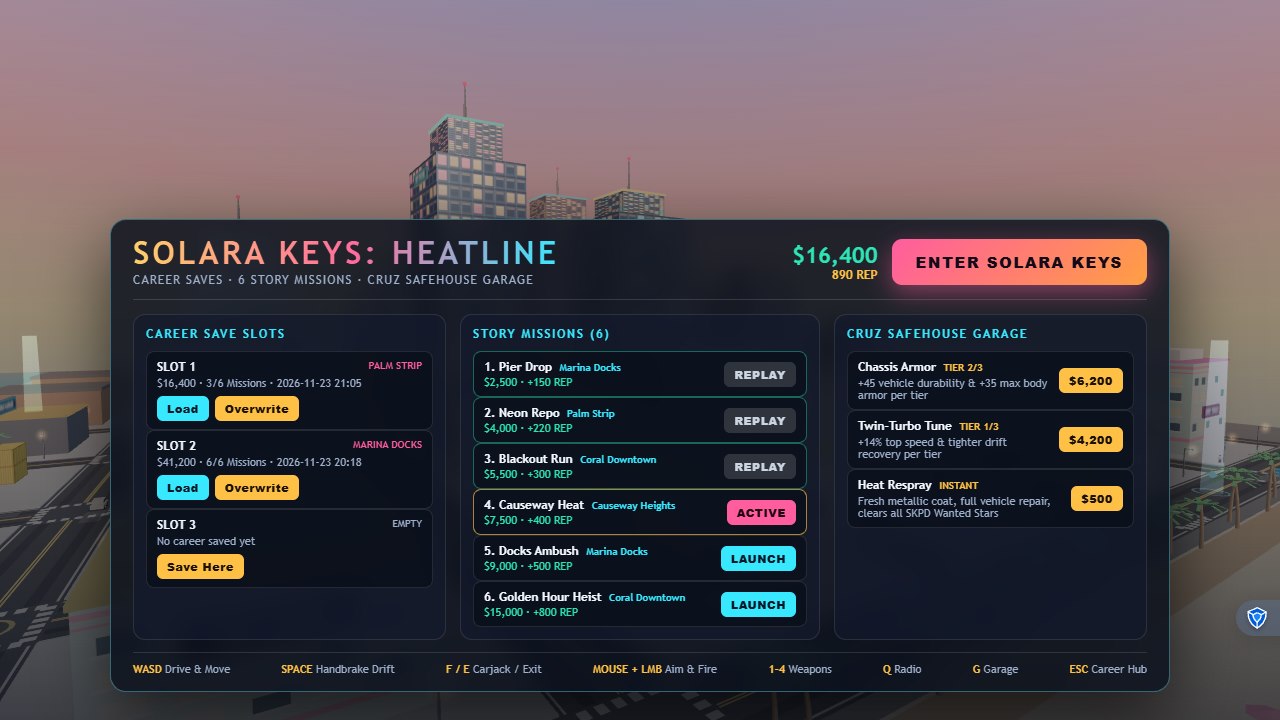 SOLARA KEYS: HEATLINE
CAREER SAVES · 6 STORY MISSIONS · CRUZ SAFEHOUSE GARAGE
$16,400
890 REP
ENTER SOLARA KEYS
CAREER SAVE SLOTS
SLOT 1
PALM STRIP
$16,400 · 3/6 Missions · 2026-11-23 21:05
Load
Overwrite
SLOT 2
MARINA DOCKS
$41,200 · 6/6 Missions · 2026-11-23 20:18
Load
Overwrite
SLOT 3
EMPTY
No career saved yet
Save Here
STORY MISSIONS (6)
1. Pier Drop Marina Docks
$2,500 · +150 REP
REPLAY
2. Neon Repo Palm Strip
$4,000 · +220 REP
REPLAY
3. Blackout Run Coral Downtown
$5,500 · +300 REP
REPLAY
4. Causeway Heat Causeway Heights
$7,500 · +400 REP
ACTIVE
5. Docks Ambush Marina Docks
$9,000 · +500 REP
LAUNCH
6. Golden Hour Heist Coral Downtown
$15,000 · +800 REP
LAUNCH
CRUZ SAFEHOUSE GARAGE
Chassis Armor TIER 2/3
+45 vehicle durability & +35 max body
armor per tier
$6,200
Twin-Turbo Tune TIER 1/3
+14% top speed & tighter drift
recovery per tier
$4,200
Heat Respray INSTANT
Fresh metallic coat, full vehicle repair,
clears all SKPD Wanted Stars
$500
WASD Drive & Move
SPACE Handbrake Drift
F / E Carjack / Exit
MOUSE + LMB Aim & Fire
1-4 Weapons
Q Radio
G Garage
ESC Career Hub